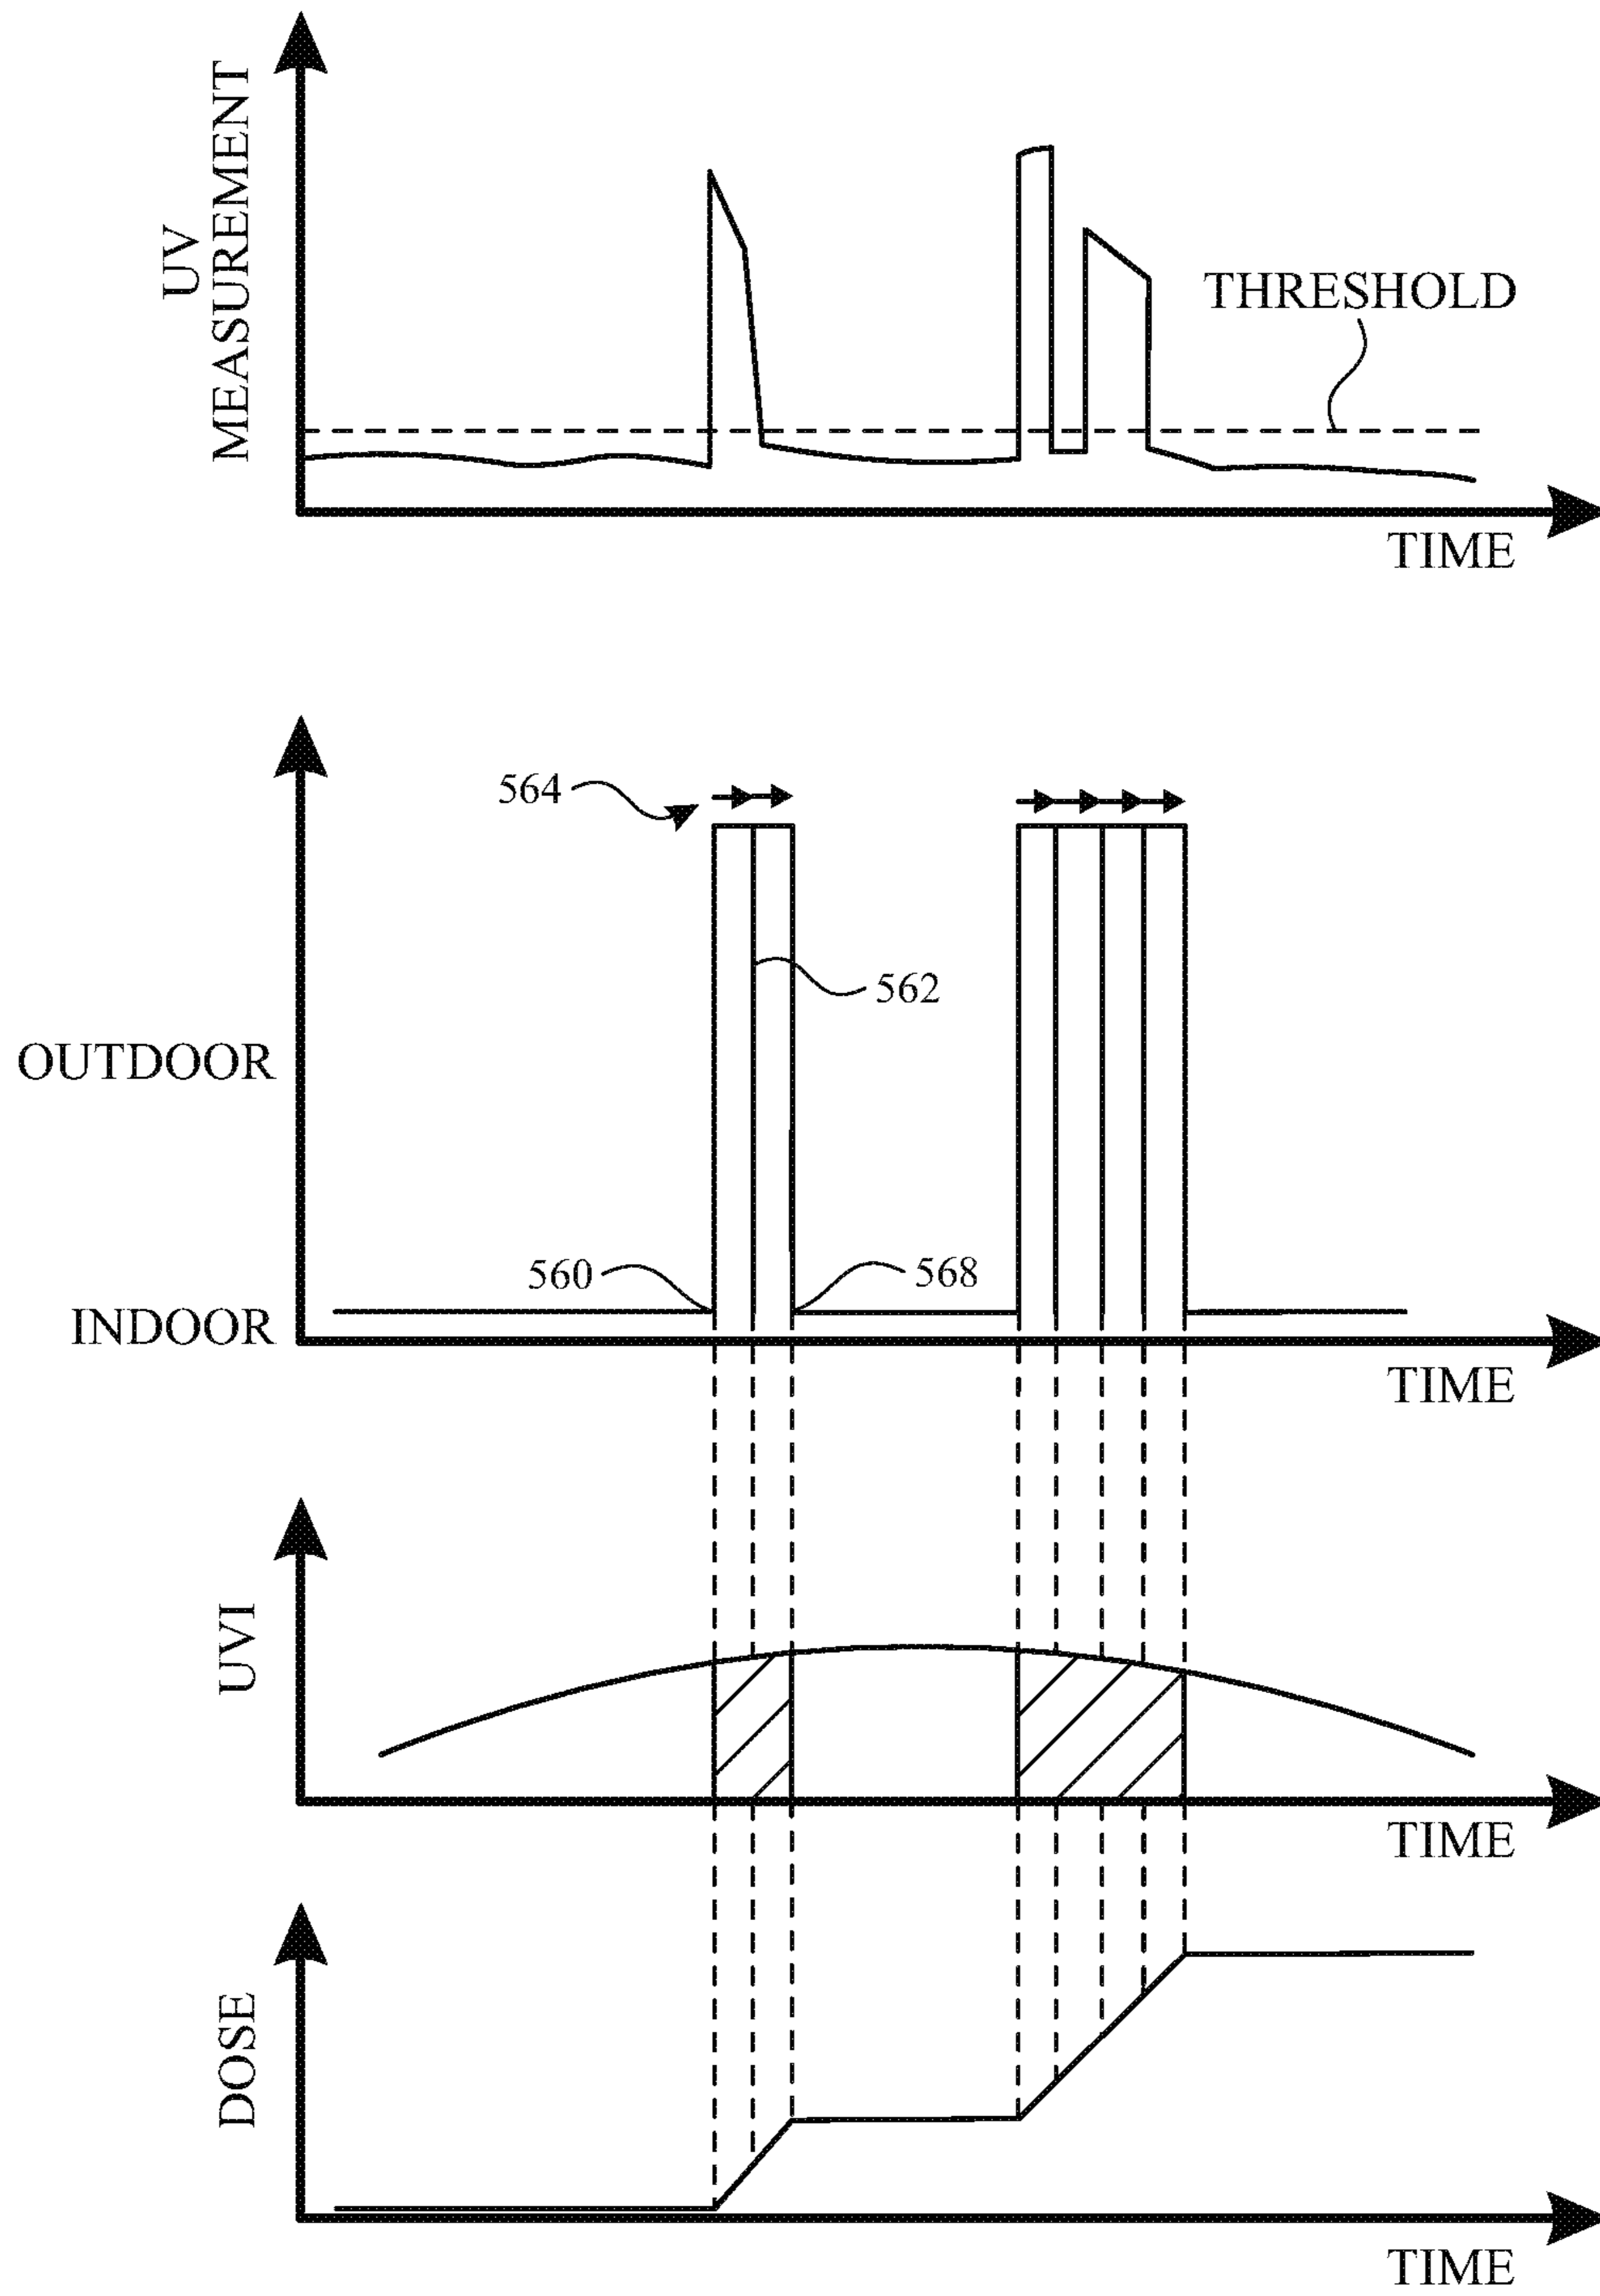 UV
MEASUREMENT
THRESHOLD
TIME
564
562
OUTDOOR
560
568
INDOOR
TIME
UVI
TIME
DOSE
TIME